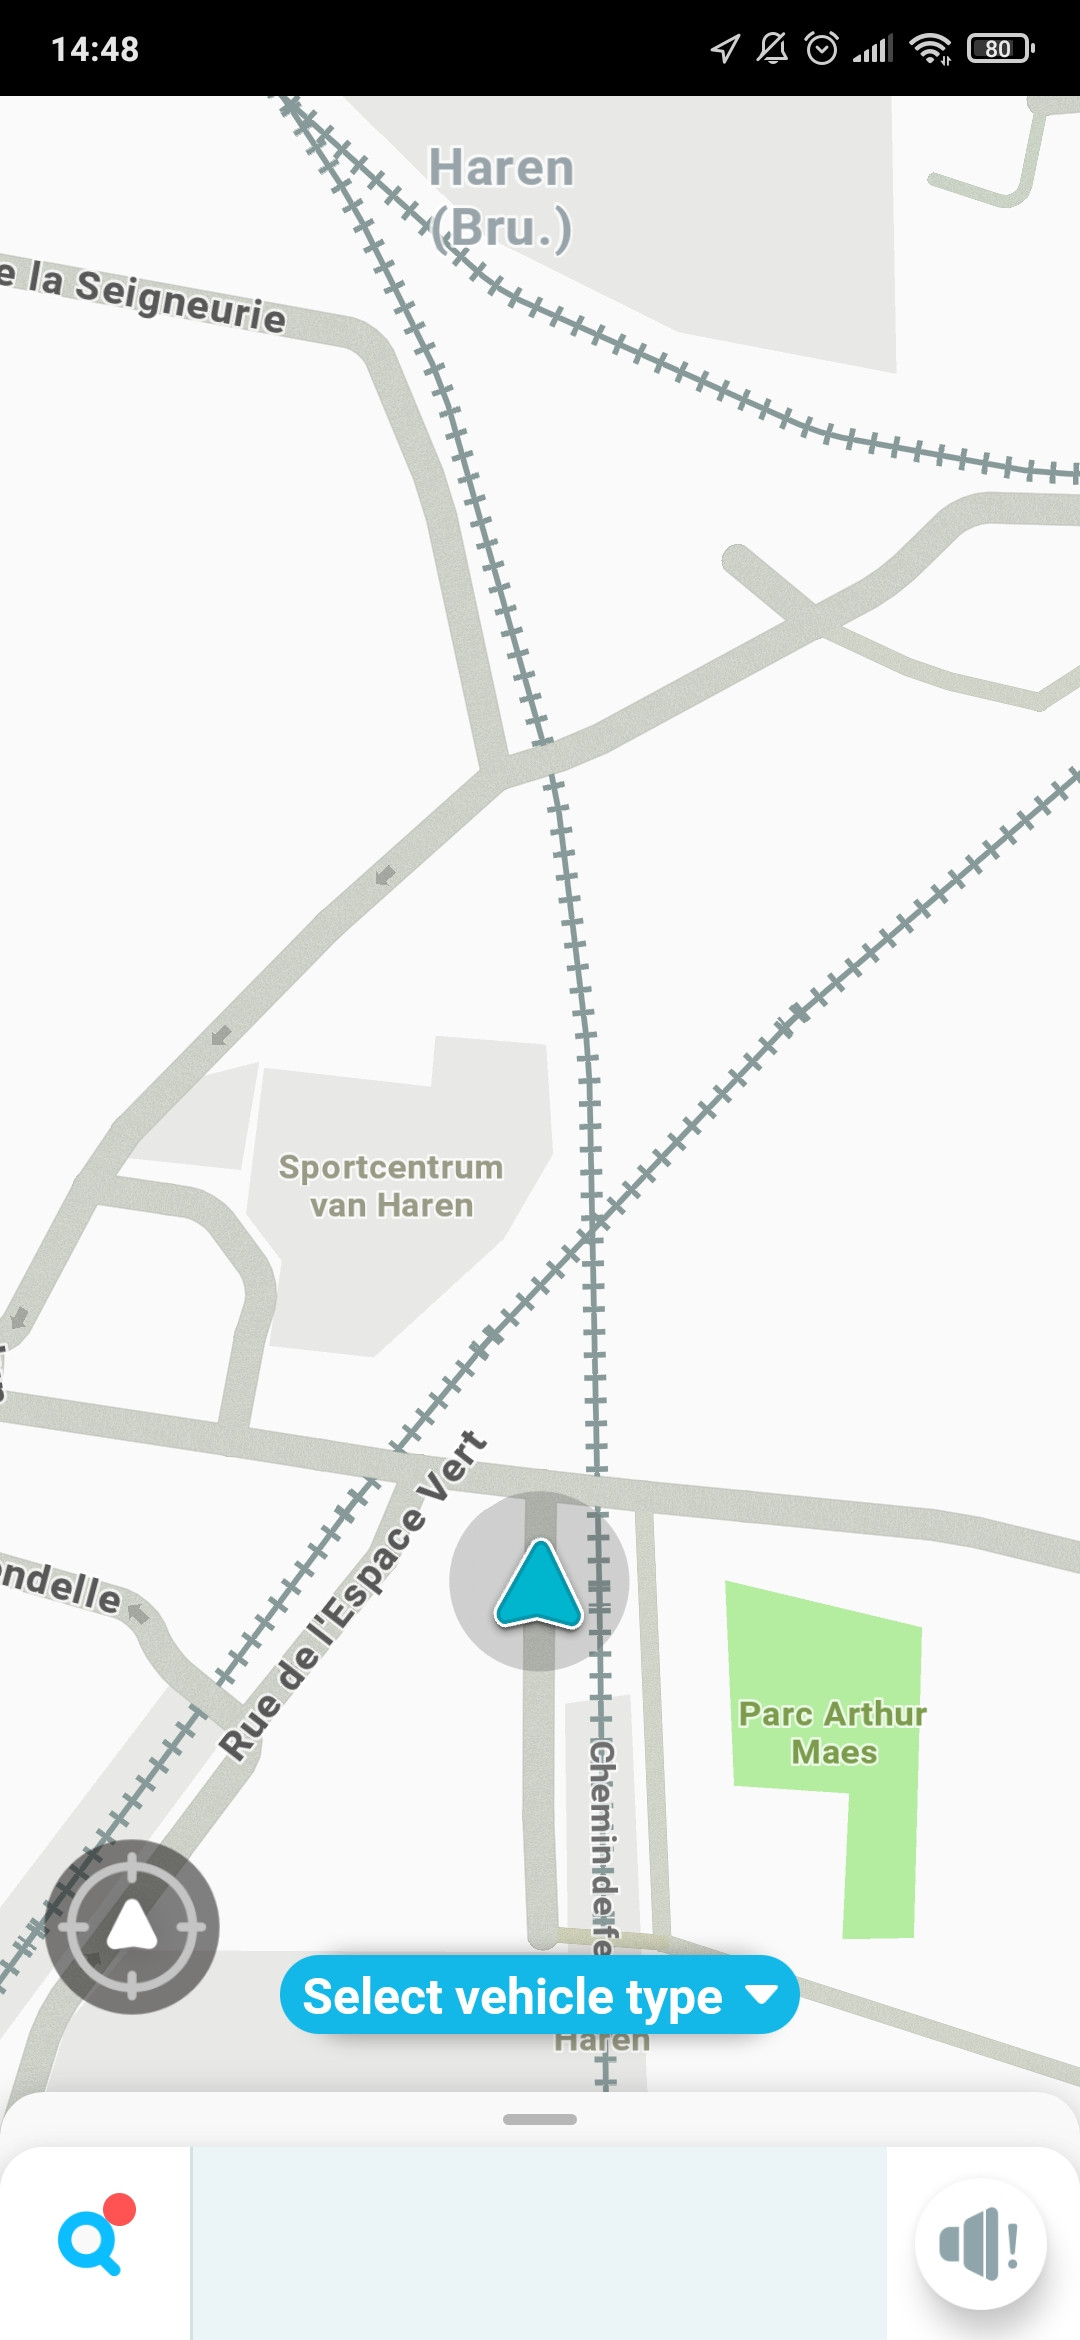 14:48
80
Haren
(Bru.)
e la Seigneurie
Sportcentrum
van Haren
Rue de l'Espace Vert
ondelle
Parc Arthur
Maes
Chemin de fe
Select vehicle type
Haren